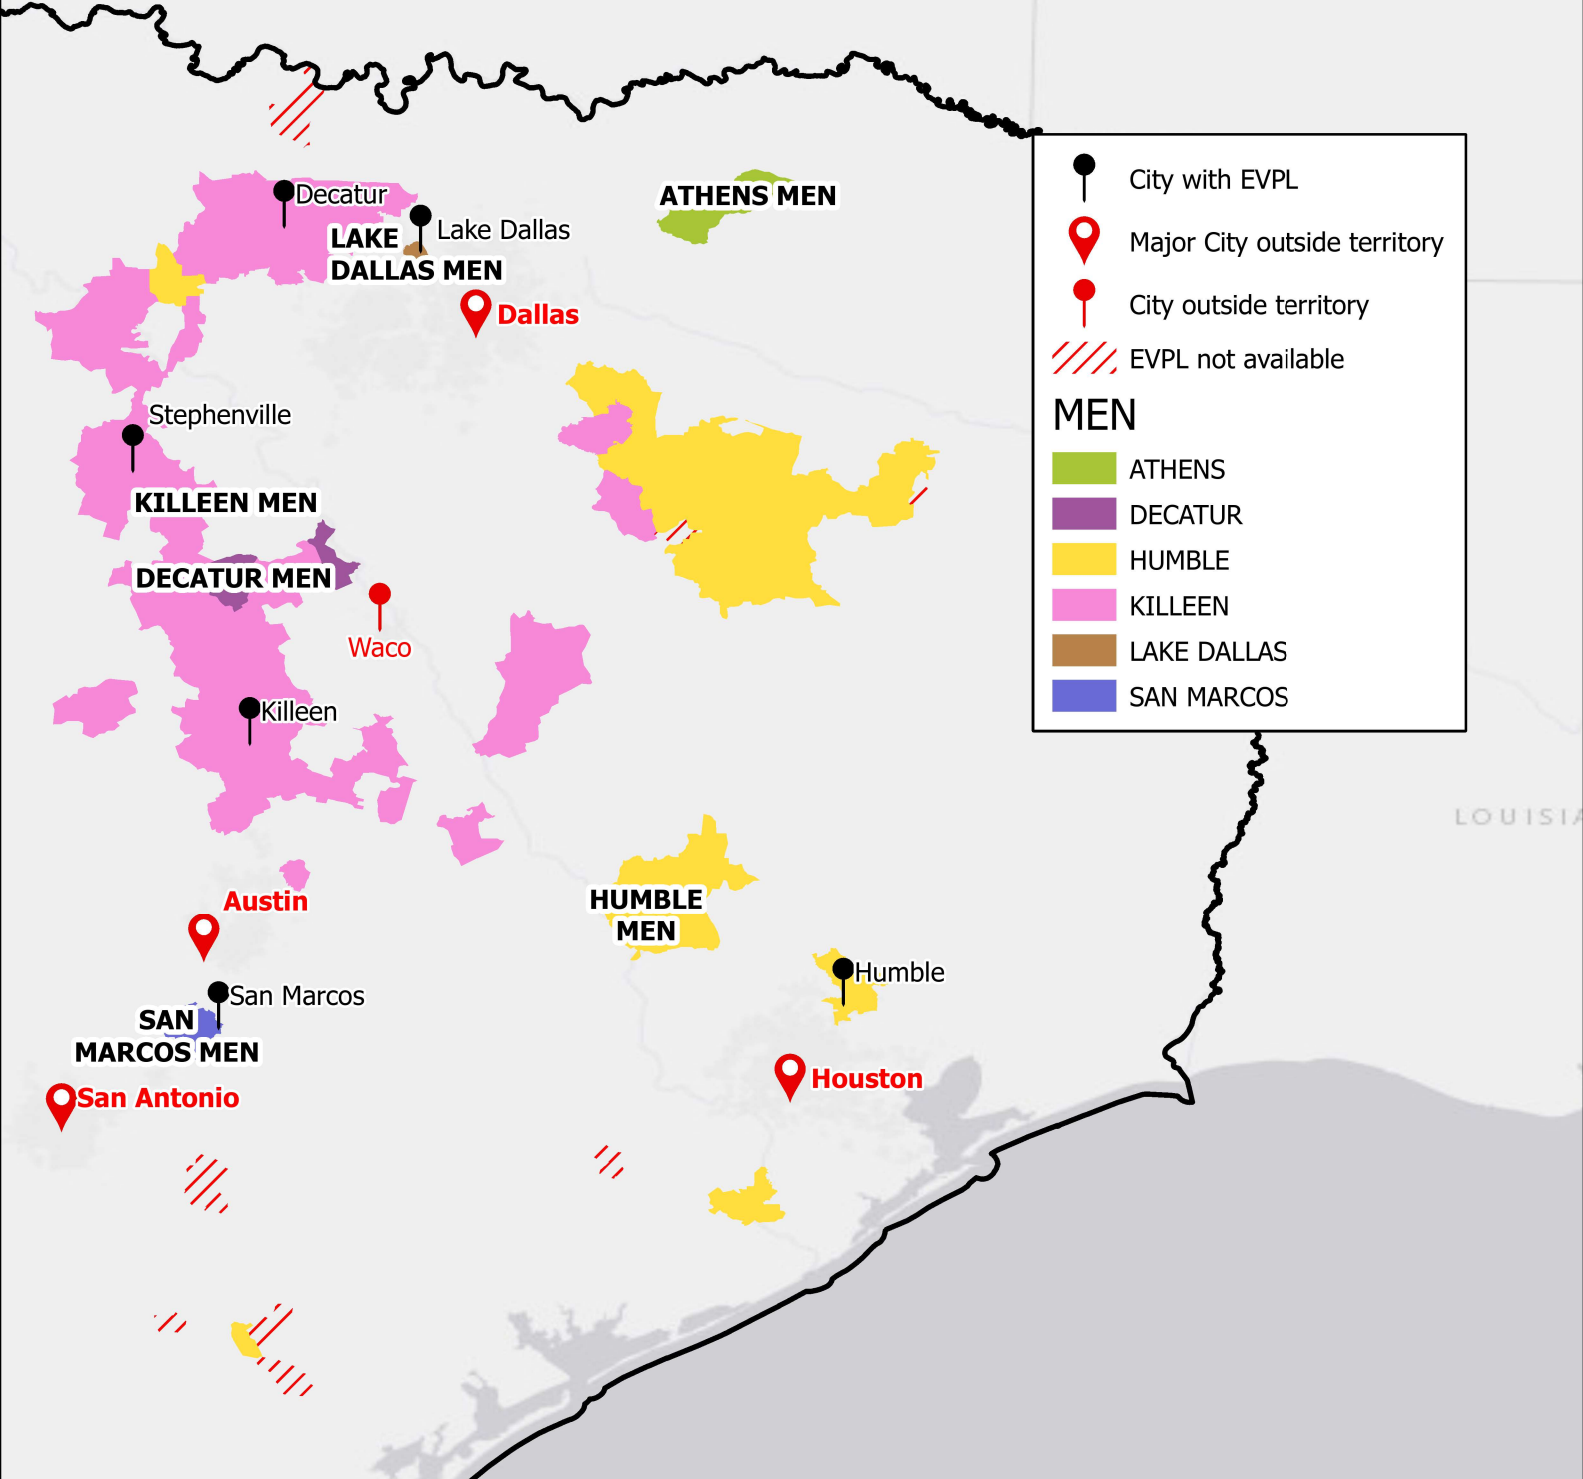 Decatur
ATHENS MEN
LAKE
DALLAS MEN
Lake Dallas
Dallas
Stephenville
KILLEEN MEN
DECATUR MEN
Waco
Killeen
Austin
HUMBLE
MEN
Humble
San Marcos
SAN
MARCOS MEN
San Antonio
Houston
City with EVPL
Major City outside territory
City outside territory
EVPL not available
MEN
ATHENS
DECATUR
HUMBLE
KILLEEN
LAKE DALLAS
SAN MARCOS
LOUISIA